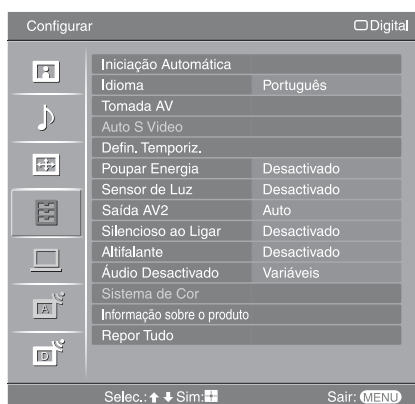 Configurar Digital
Iniciação Automática
Idioma Português
Tomada AV
Auto S Video
Defin. Temporiz.
Poupar Energia Desactivado
Sensor de Luz Desactivado
Saída AV2 Auto
Silencioso ao Ligar Desactivado
Altifalante Desactivado
Áudio Desactivado Variáveis
Sistema de Cor
Informação sobre o produto
Repor Tudo
A
D
Selec.: Sim: Sair: MENU